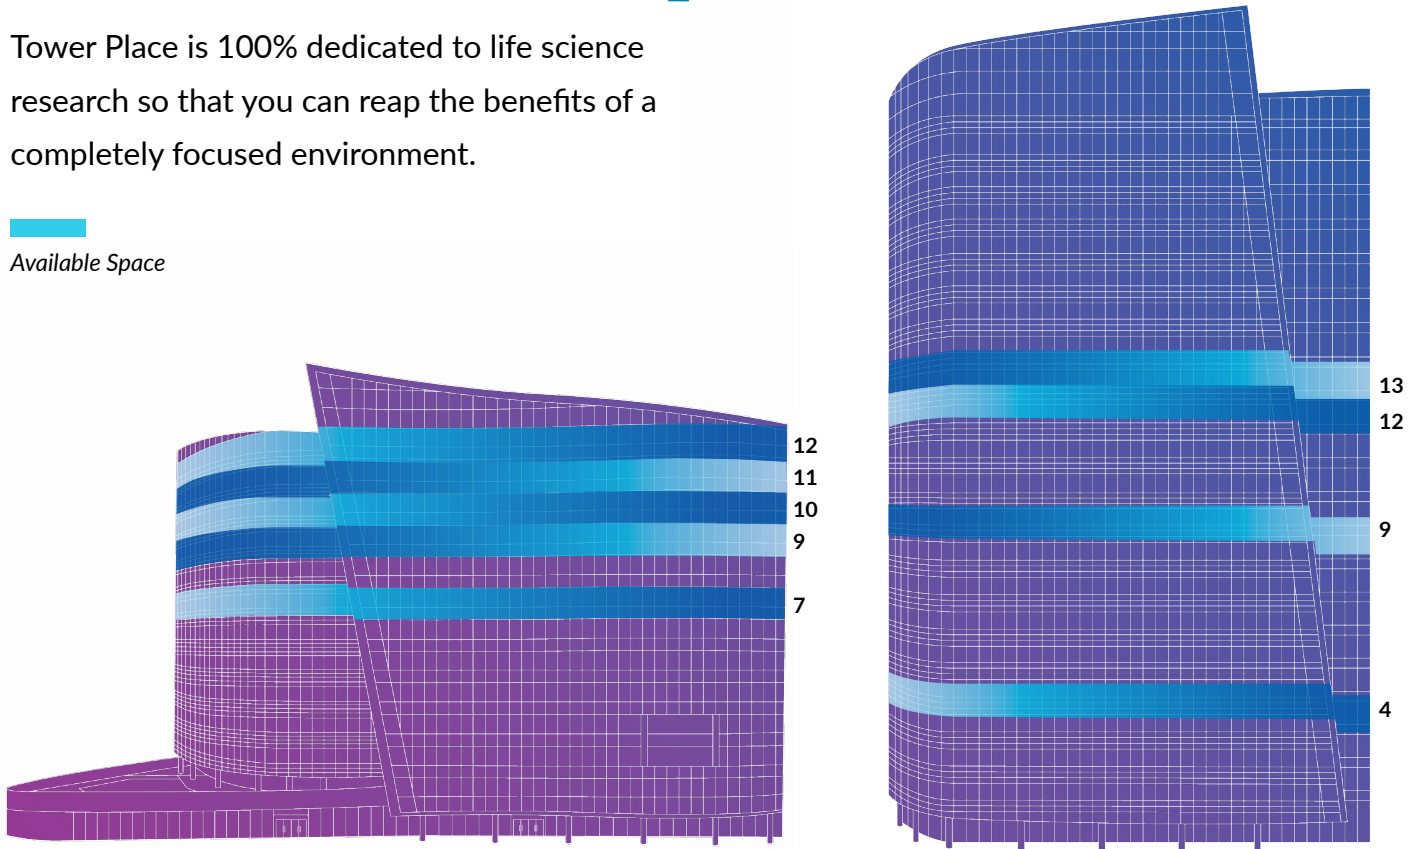 Tower Place is 100% dedicated to life science
research so that you can reap the benefits of a
completely focused environment.
Available Space
12
11
10
9
7
13
12
9
4